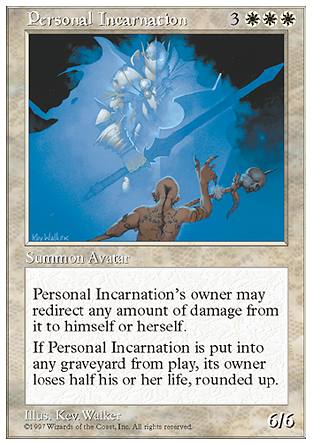 Personal Incarnation 3
Kev Walker
Summon Avatar
Personal Incarnation's owner may
redirect any amount of damage from
it to himself or herself.
If Personal Incarnation is put into
any graveyard from play, its owner
loses half his or her life, rounded up.
Illus. Kev Walker
©1997 Wizards of the Coast, Inc. All rights reserved.
6/6